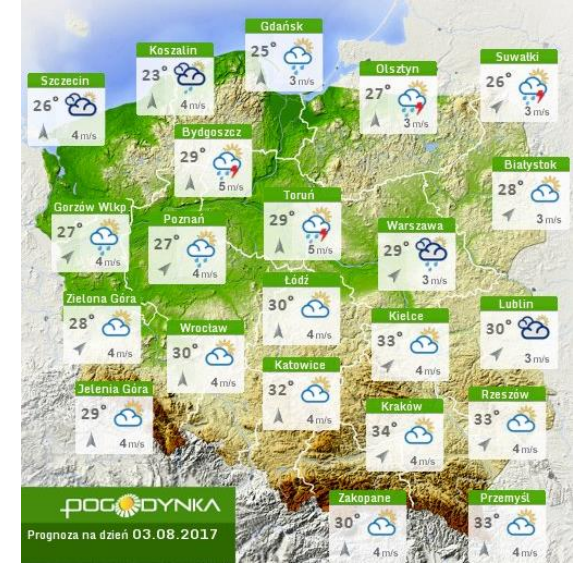 Gdańsk
25°
3 m/s
Koszalin
23°
4 m/s
Suwałki
26°
3 m/s
Olsztyn
27°
3 m/s
Szczecin
26°
4 m/s
Bydgoszcz
29°
5 m/s
Białystok
28°
3 m/s
Toruń
29°
5 m/s
Gorzów Wlkp.
27°
4 m/s
Poznań
27°
4 m/s
Warszawa
29°
3 m/s
Łódź
30°
4 m/s
Zielona Góra
28°
4 m/s
Lublin
30°
3 m/s
Kielce
33°
4 m/s
Wrocław
30°
4 m/s
Katowice
32°
4 m/s
Jelenia Góra
29°
4 m/s
Rzeszów
33°
4 m/s
Kraków
34°
4 m/s
Zakopane
30°
4 m/s
Przemyśl
33°
4 m/s
POGODYNKA
Prognoza na dzień 03.08.2017